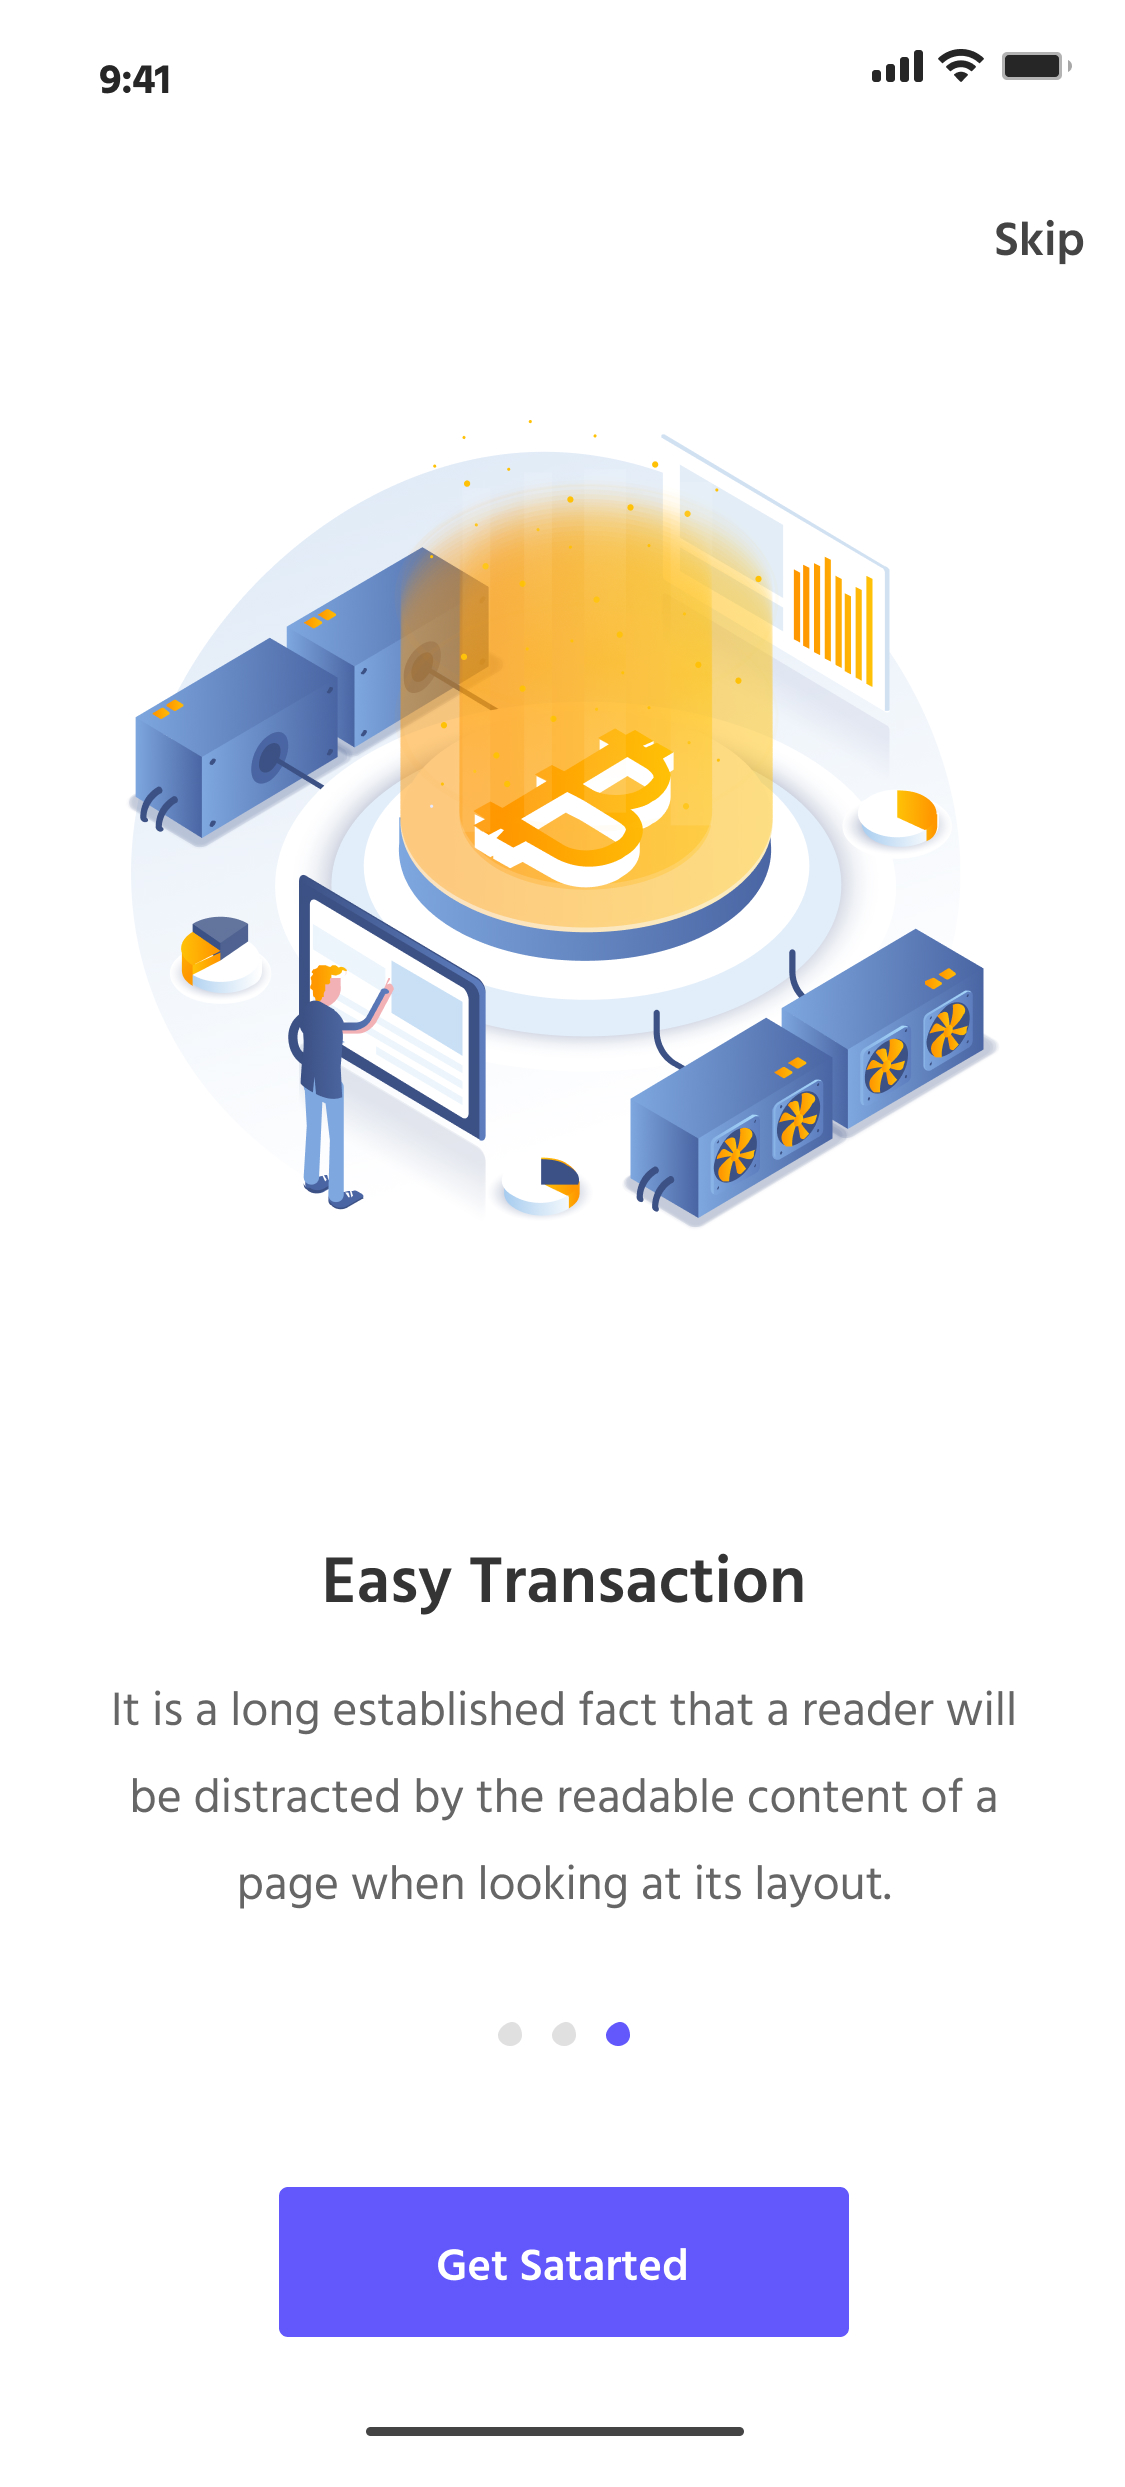 9:41
Skip
Easy Transaction
It is a long established fact that a reader will
be distracted by the readable content of a
page when looking at its layout.
Get Satarted